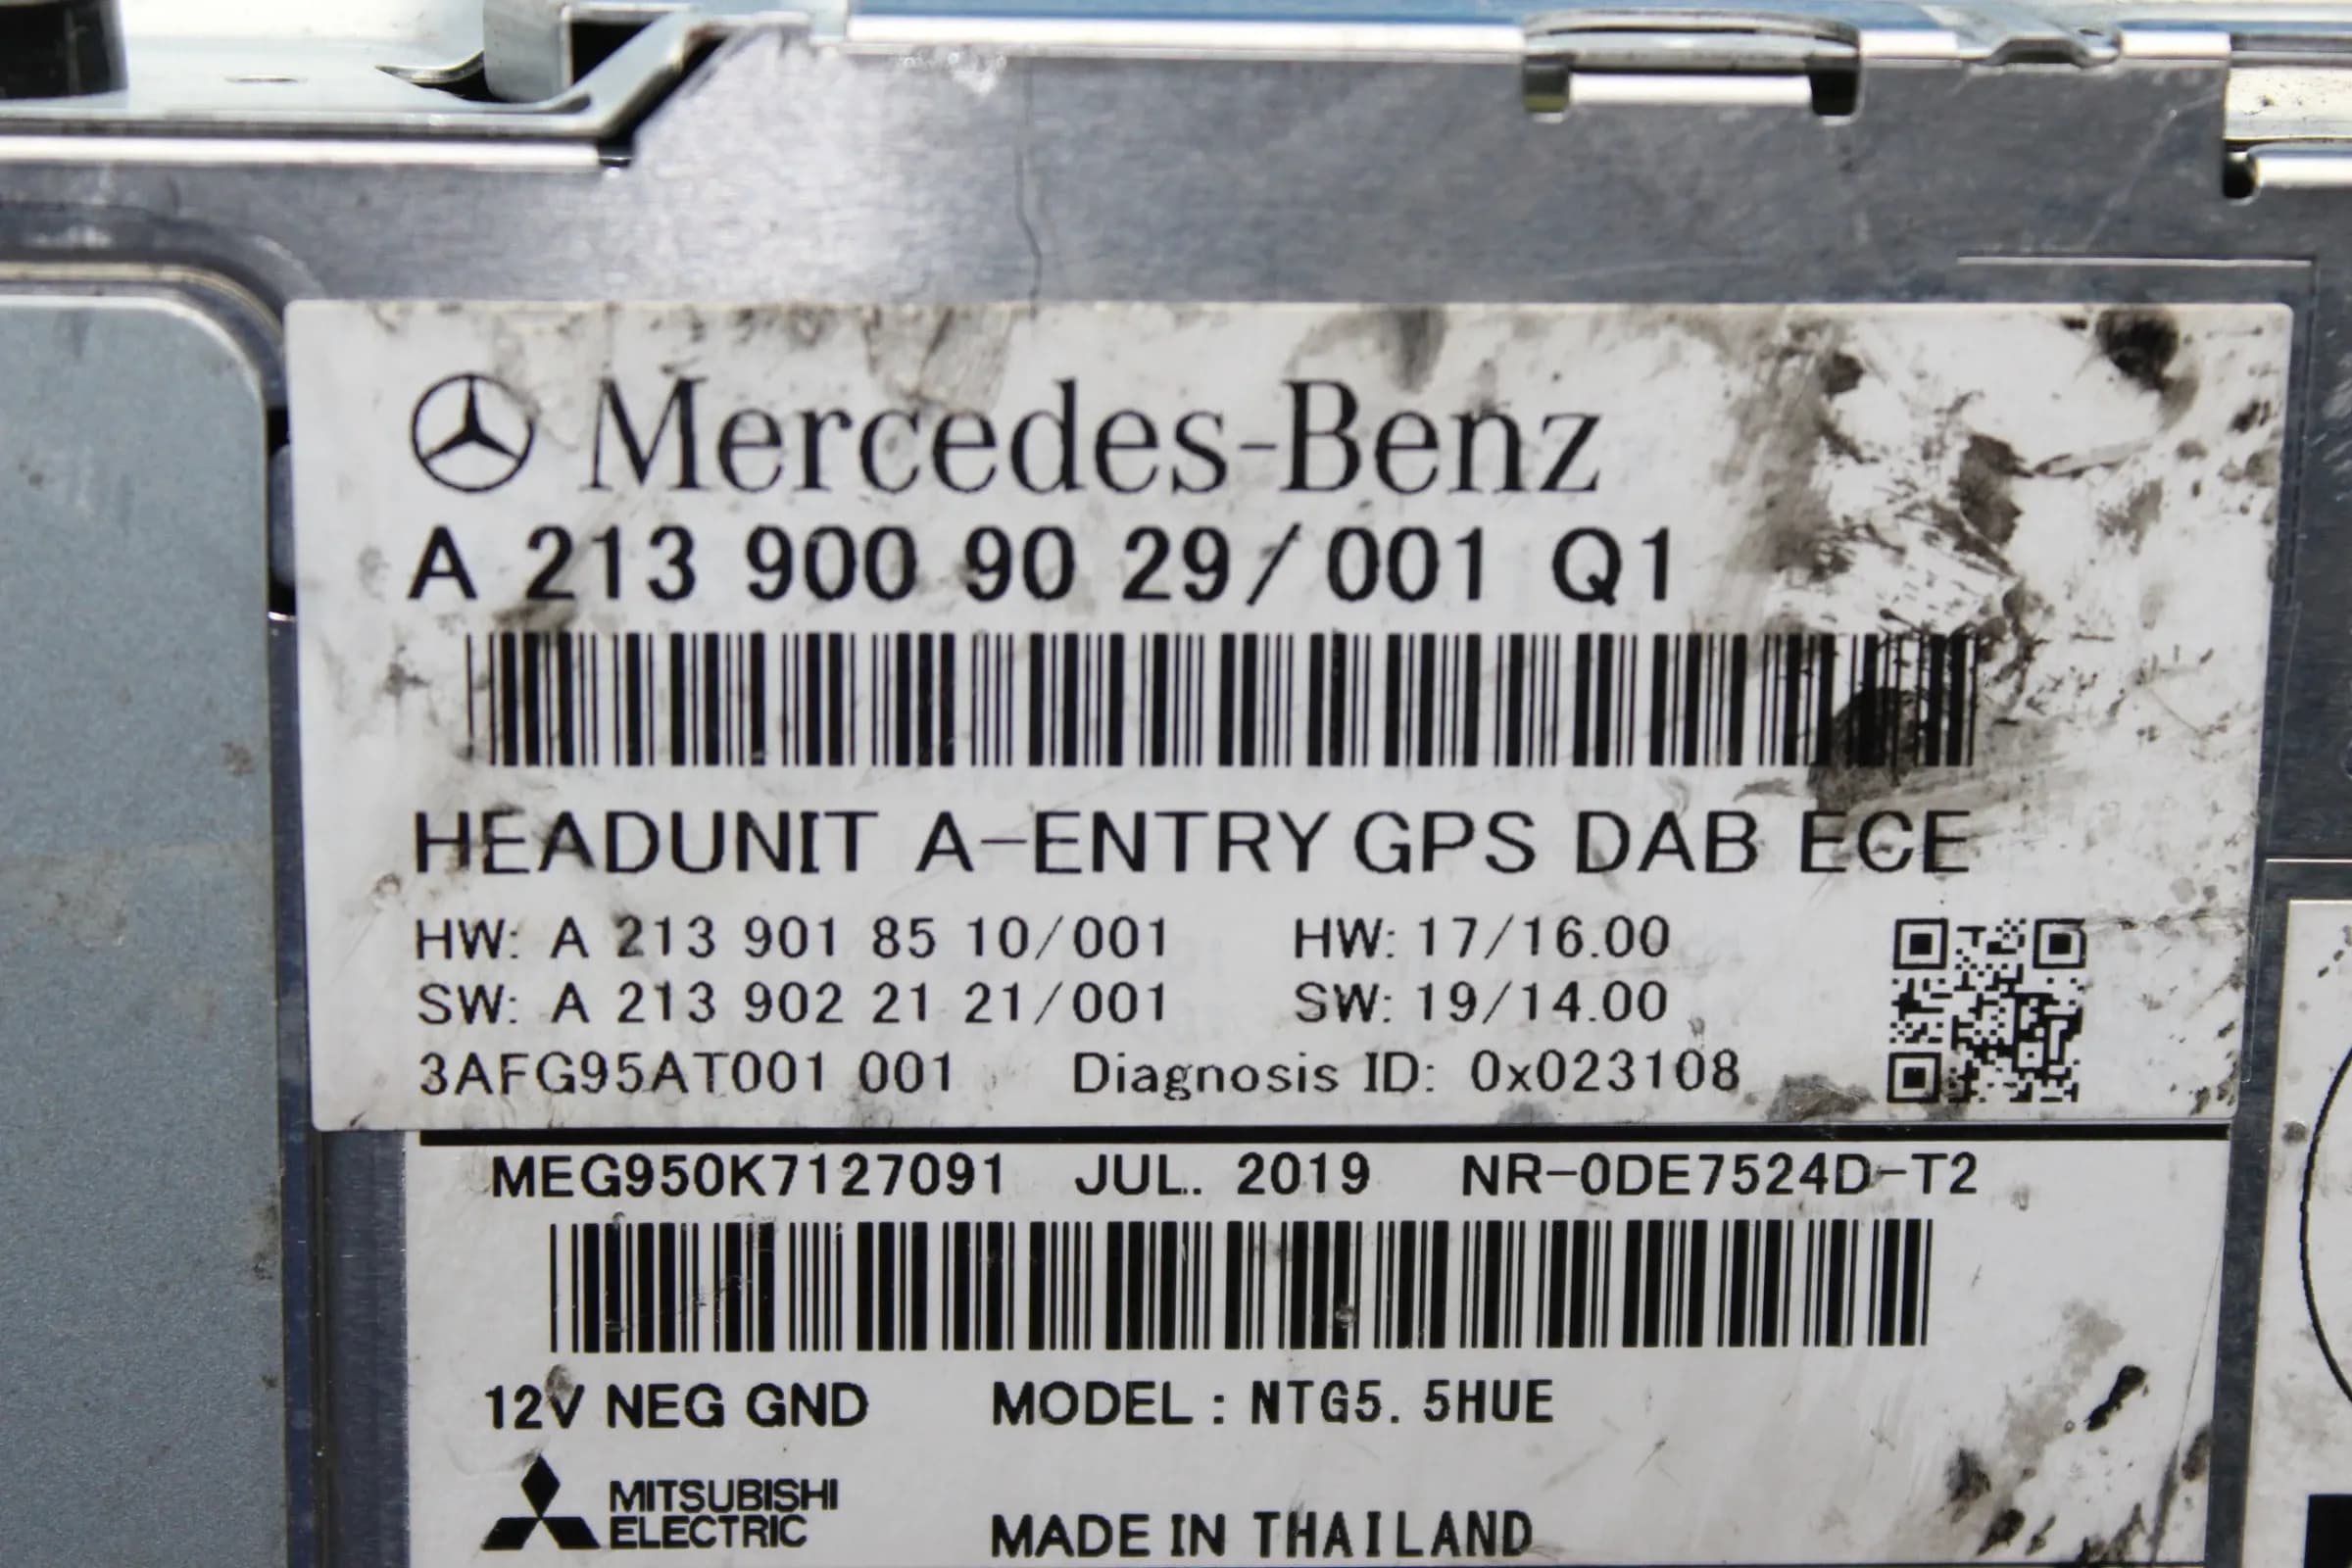 Mercedes-Benz
A 213 900 90 29/001 Q1
HEADUNIT A-ENTRY GPS DAB ECE
HW: A 213 901 85 10/001 HW: 17/16.00
SW: A 213 902 21 21/001 SW: 19/14.00
3AFG95AT001 001 Diagnosis ID: 0x023108
MEG950K7127091 JUL. 2019 NR-0DE7524D-T2
12V NEG GND MODEL : NTG5. 5HUE
MITSUBISHI
ELECTRIC
MADE IN THAILAND